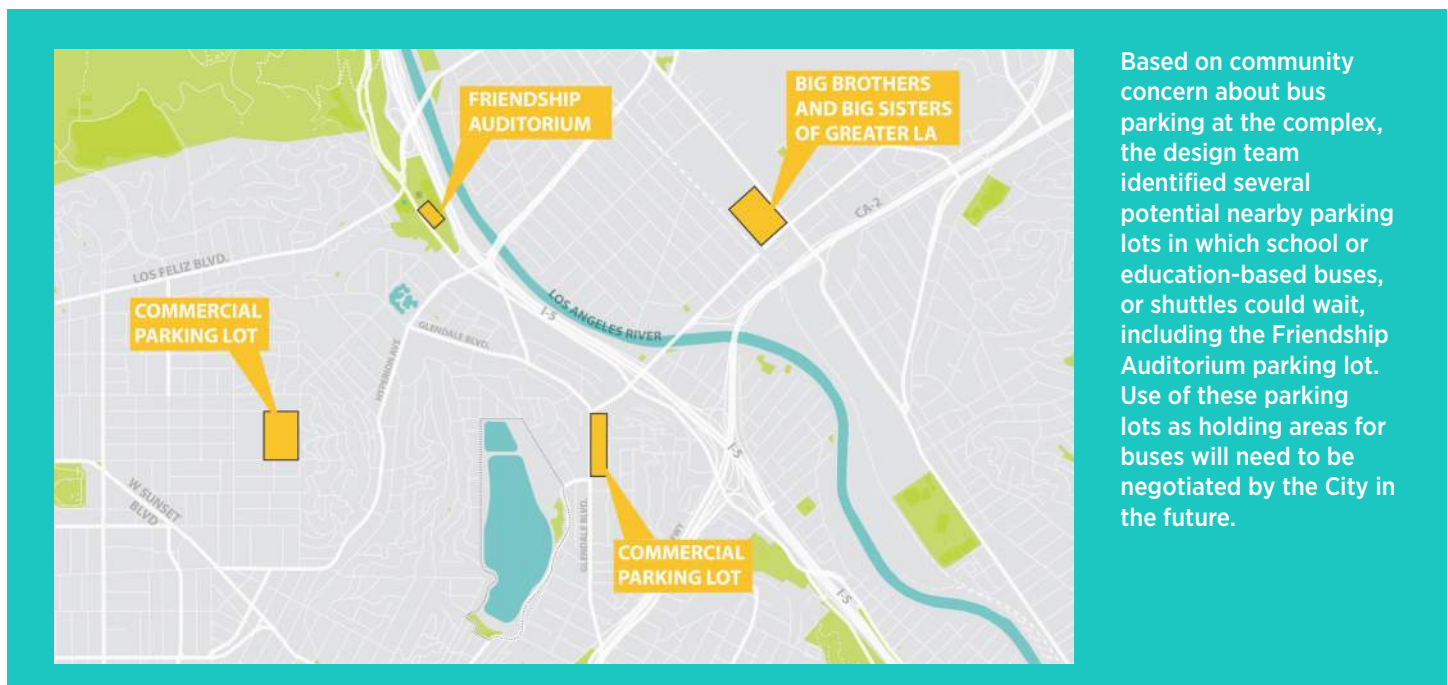 FRIENDSHIP
AUDITORIUM
BIG BROTHERS
AND BIG SISTERS
OF GREATER LA
CA-2
LOS FELIZ BLVD.
COMMERCIAL
PARKING LOT
LOS ANGELES RIVER
I-5
GLENDALE BLVD.
HYPERION AVE
I-5
W SUNSET
BLVD
GLENDALE BLVD.
FWY
COMMERCIAL
PARKING LOT
I-5
Based on community
concern about bus
parking at the complex,
the design team
identified several
potential nearby parking
lots in which school or
education-based buses,
or shuttles could wait,
including the Friendship
Auditorium parking lot.
Use of these parking
lots as holding areas for
buses will need to be
negotiated by the City in
the future.